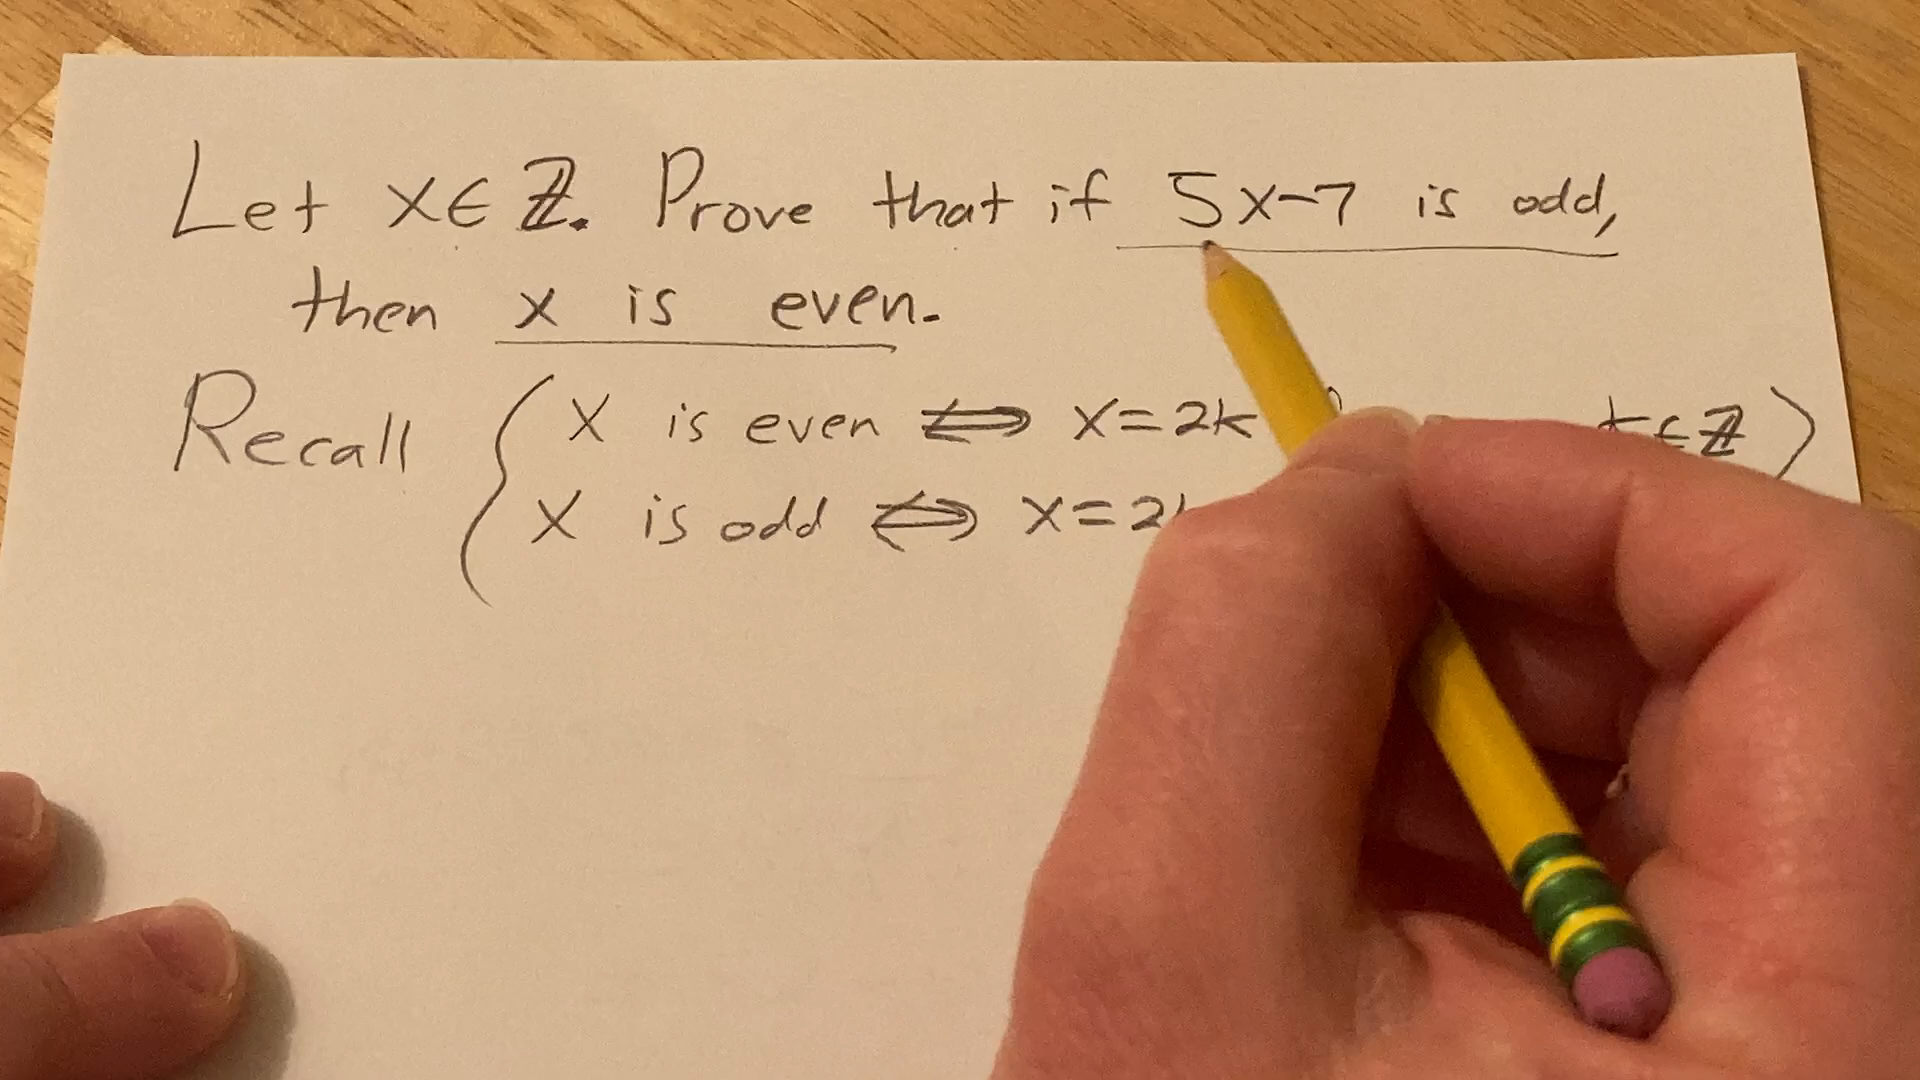 Let x ∈ ℤ. Prove that if 5x-7 is odd,
then x is even.
Recall
x is even ⟺ x=2k ∈ ℤ)
x is odd ⟺ x=2